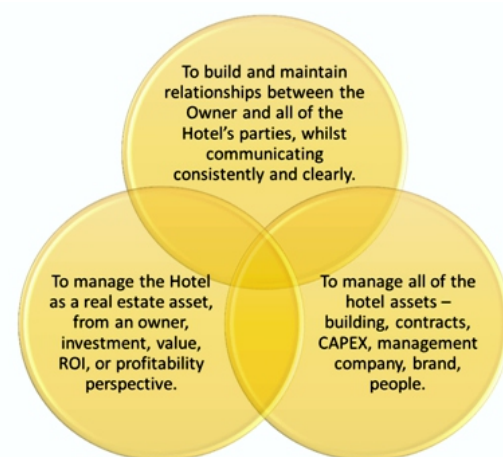 To build and maintain
relationships between the
Owner and all of the
Hotel's parties, whilst
communicating
consistently and clearly.
To manage the Hotel
as a real estate asset,
from an owner,
investment, value,
ROI, or profitability
perspective.
To manage all of the
hotel assets –
building, contracts,
CAPEX, management
company, brand,
people.